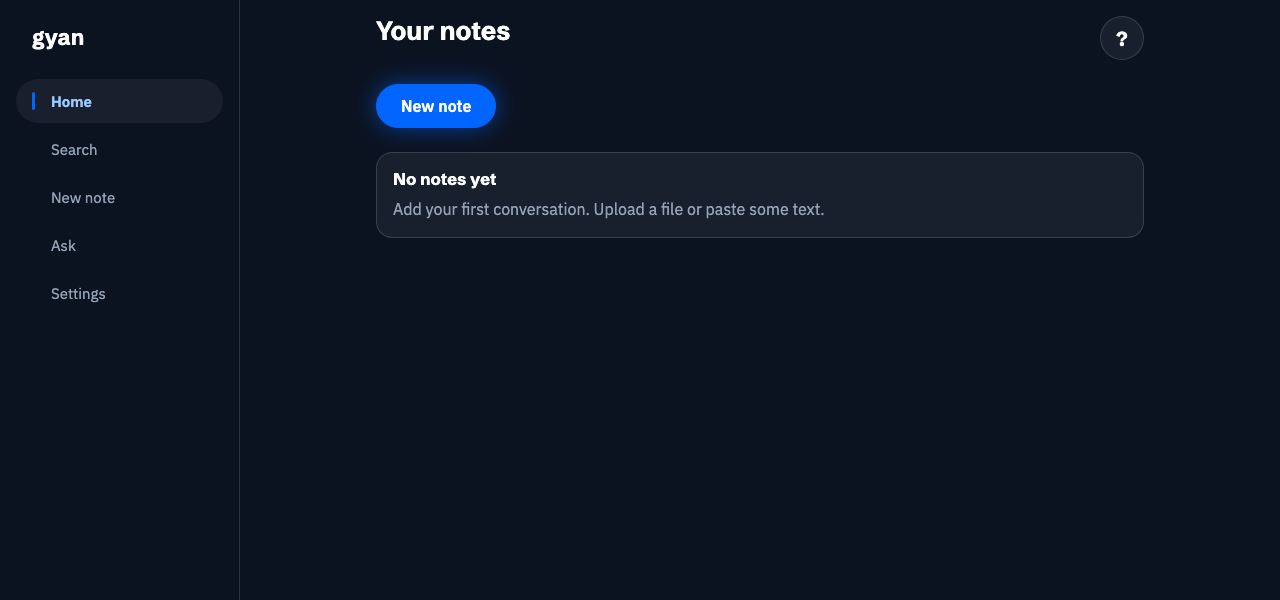 gyan
Home
Search
New note
Ask
Settings
Your notes
?
New note
No notes yet
Add your first conversation. Upload a file or paste some text.